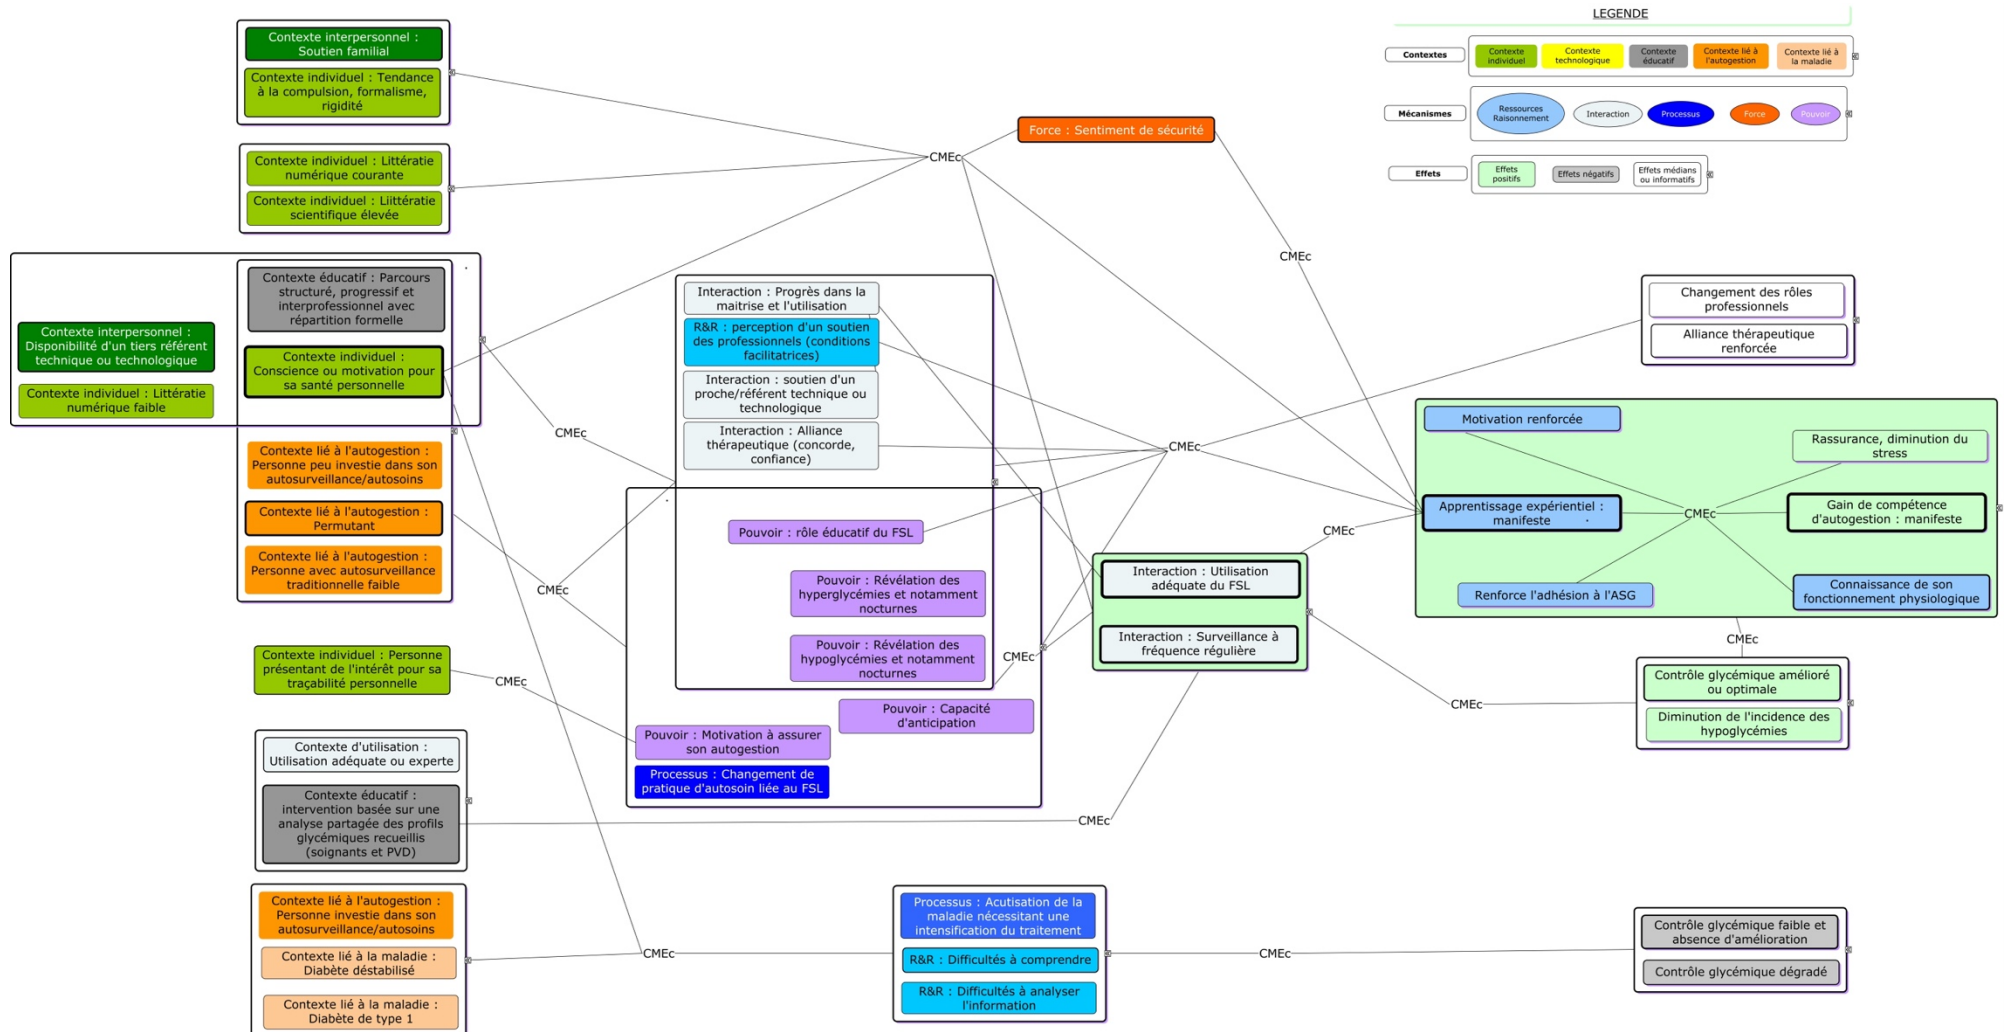 LEGENDE
Contextes
Contexte
individuel
Contexte
technologique
Contexte
éducatif
Contexte lié à
l'autogestion
Contexte lié à
la maladie
Mécanismes
Ressources
Raisonnement
Interaction
Processus
Force
Pouvoir
Effets
Effets
positifs
Effets négatifs
Effets médians
ou informatifs
Contexte interpersonnel :
Soutien familial
Contexte individuel : Tendance
à la compulsion, formalisme,
rigidité
Contexte individuel : Littératie
numérique courante
Contexte individuel : Liittératie
scientifique élevée
CMEc
Force : Sentiment de sécurité
CMEc
Contexte interpersonnel :
Disponibilité d'un tiers référent
technique ou technologique
Contexte individuel : Littératie
numérique faible
Contexte éducatif : Parcours
structuré, progressif et
interprofessionnel avec
répartition formelle
Contexte individuel :
Conscience ou motivation pour
sa santé personnelle
Contexte lié à l'autogestion :
Personne peu investie dans son
autosurveillance/autosoins
Contexte lié à l'autogestion :
Permutant
Contexte lié à l'autogestion :
Personne avec autosurveillance
traditionnelle faible
CMEc
CMEc
Interaction : Progrès dans la
maitrise et l'utilisation
R&R : perception d'un soutien
des professionnels (conditions
facilitatrices)
Interaction : soutien d'un
proche/référent technique ou
technologique
Interaction : Alliance
thérapeutique (concorde,
confiance)
Pouvoir : rôle éducatif du FSL
Pouvoir : Révélation des
hyperglycémies et notamment
nocturnes
Pouvoir : Révélation des
hypoglycémies et notamment
nocturnes
Pouvoir : Capacité
d'anticipation
Pouvoir : Motivation à assurer
son autogestion
Processus : Changement de
pratique d'autosoin liée au FSL
CMEc
CMEc
CMEc
Interaction : Utilisation
adéquate du FSL
Interaction : Surveillance à
fréquence régulière
Changement des rôles
professionnels
Alliance thérapeutique
renforcée
Motivation renforcée
Rassurance, diminution du
stress
Apprentissage expérientiel :
manifeste
CMEc
Gain de compétence
d'autogestion : manifeste
Renforce l'adhésion à l'ASG
Connaissance de son
fonctionnement physiologique
CMEc
CMEc
Contrôle glycémique amélioré
ou optimale
Diminution de l'incidence des
hypoglycémies
Contexte individuel : Personne
présentant de l'intérêt pour sa
traçabilité personnelle
CMEc
Contexte d'utilisation :
Utilisation adéquate ou experte
Contexte éducatif :
intervention basée sur une
analyse partagée des profils
glycémiques recueillis
(soignants et PVD)
CMEc
Contexte lié à l'autogestion :
Personne investie dans son
autosurveillance/autosoins
Contexte lié à la maladie :
Diabète déstabilisé
Contexte lié à la maladie :
Diabète de type 1
CMEc
Processus : Acutisation de la
maladie nécessitant une
intensification du traitement
R&R : Difficultés à comprendre
R&R : Difficultés à analyser
l'information
CMEc
Contrôle glycémique faible et
absence d'amélioration
Contrôle glycémique dégradé